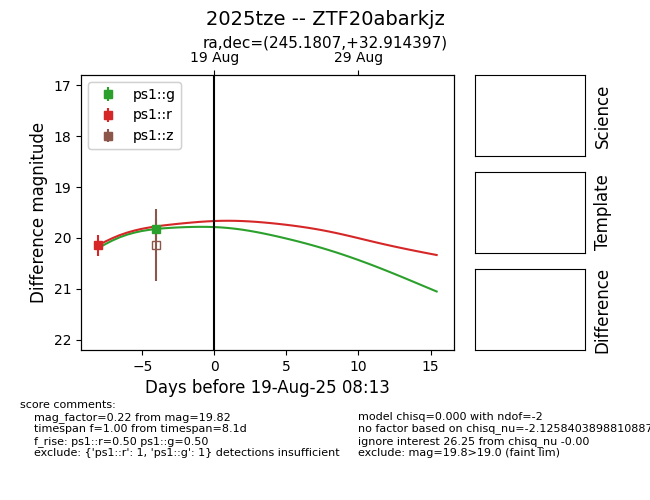 2025tze -- ZTF20abarkjz
ra,dec=(245.1807,+32.914397)
19 Aug
29 Aug
ps1::g
ps1::r
ps1::z
17
18
19
20
21
22
Difference magnitude
−5
0
5
10
15
Days before 19-Aug-25 08:13
Science
Template
Difference
score comments:
mag_factor=0.22 from mag=19.82
timespan f=1.00 from timespan=8.1d
f_rise: ps1::r=0.50 ps1::g=0.50
exclude: {'ps1::r': 1, 'ps1::g': 1} detections insufficient
model chisq=0.000 with ndof=-2
no factor based on chisq_nu=-2.1258403898810887
ignore interest 26.25 from chisq_nu -0.00
exclude: mag=19.8>19.0 (faint lim)